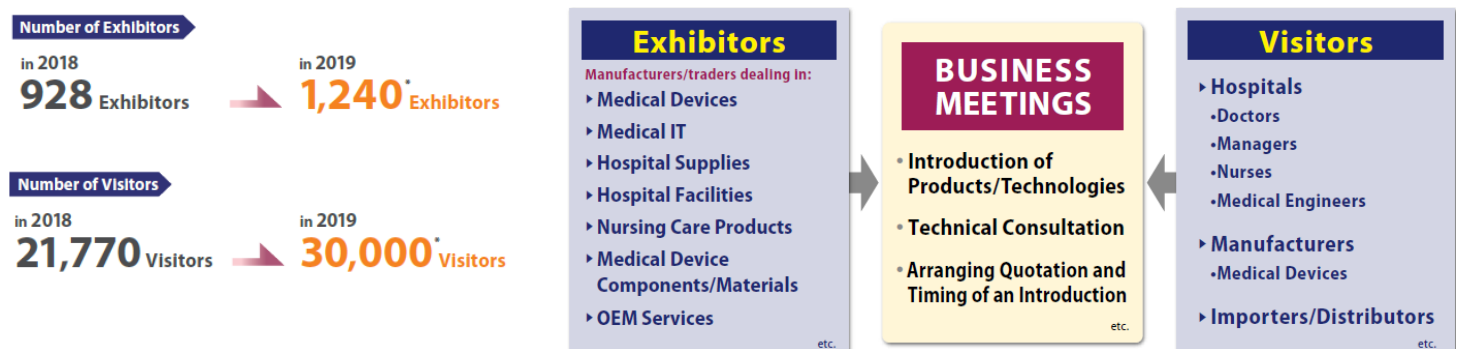 Number of Exhibitors
in 2018
928 Exhibitors
in 2019
1,240* Exhibitors
Number of Visitors
in 2018
21,770 Visitors
in 2019
30,000* Visitors
Exhibitors
Manufacturers/traders dealing in:
Medical Devices
Medical IT
Hospital Supplies
Hospital Facilities
Nursing Care Products
Medical Device
Components/Materials
OEM Services
etc.
BUSINESS
MEETINGS
• Introduction of
Products/Technologies
• Technical Consultation
• Arranging Quotation and
Timing of an Introduction
etc.
Visitors
Hospitals
•Doctors
•Managers
•Nurses
•Medical Engineers
Manufacturers
•Medical Devices
Importers/Distributors
etc.